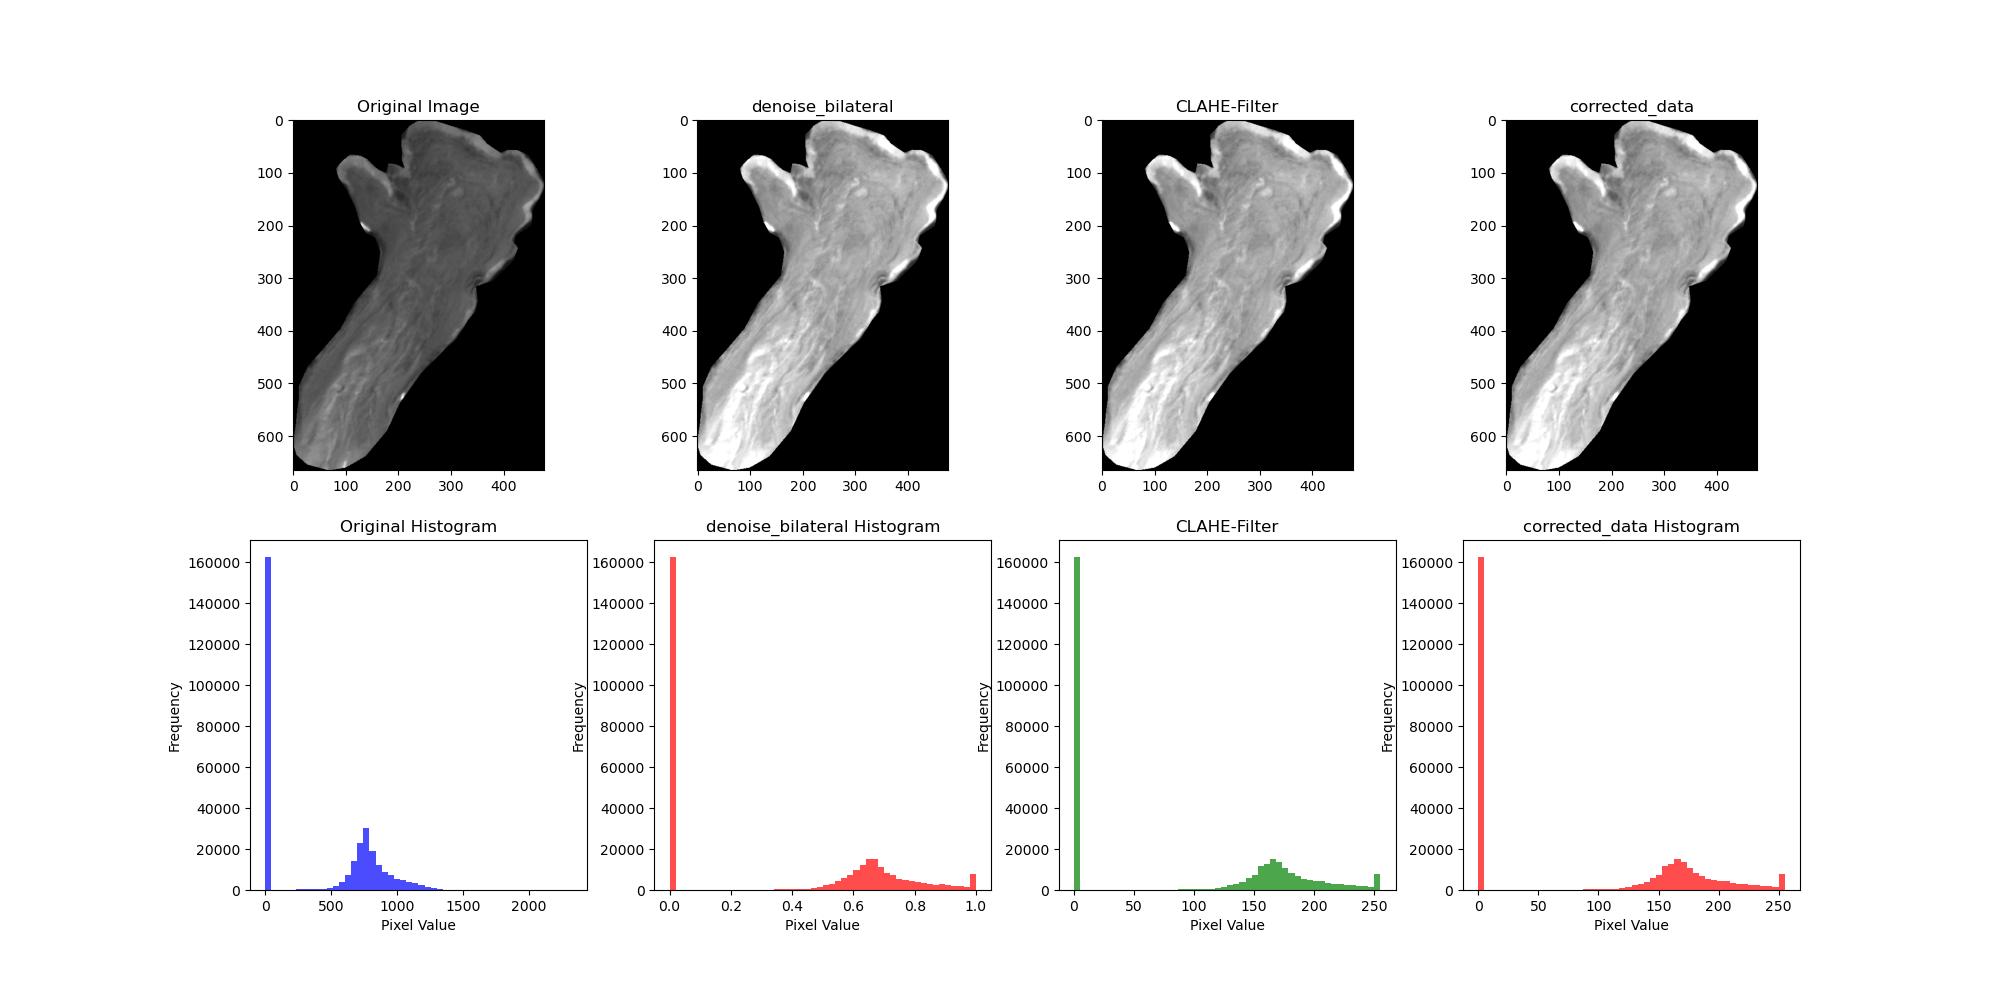 Original Image
denoise_bilateral
CLAHE-Filter
corrected_data
0
100
200
300
400
500
600
0 100 200 300 400
0
100
200
300
400
500
600
0 100 200 300 400
0
100
200
300
400
500
600
0 100 200 300 400
0
100
200
300
400
500
600
0 100 200 300 400
Original Histogram
Frequency
160000
140000
120000
100000
80000
60000
40000
20000
0
0 500 1000 1500 2000
Pixel Value
denoise_bilateral Histogram
Frequency
160000
140000
120000
100000
80000
60000
40000
20000
0
0.0 0.2 0.4 0.6 0.8 1.0
Pixel Value
CLAHE-Filter
Frequency
160000
140000
120000
100000
80000
60000
40000
20000
0
0 50 100 150 200 250
Pixel Value
corrected_data Histogram
Frequency
160000
140000
120000
100000
80000
60000
40000
20000
0
0 50 100 150 200 250
Pixel Value